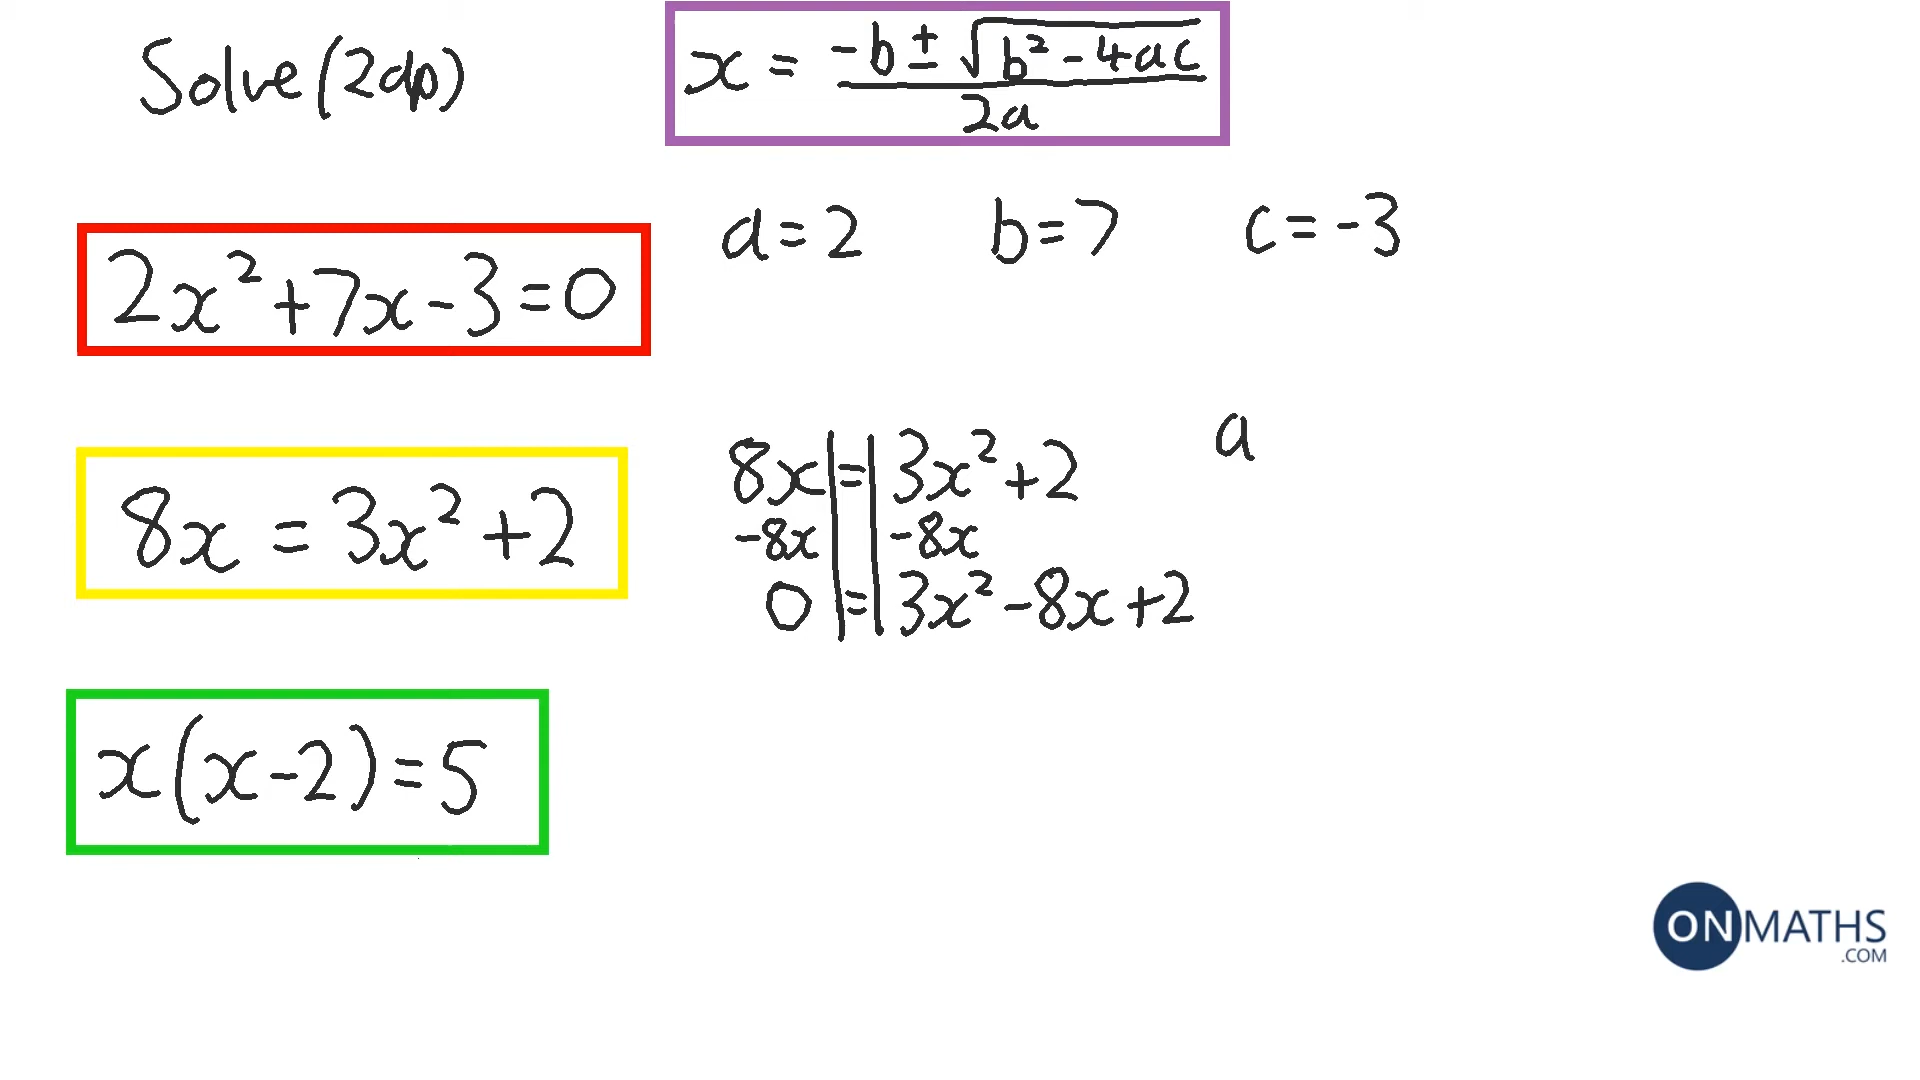 Solve (2dp)
x = -b ± √b² - 4ac
2a
a = 2 b = 7 c = -3
2x² + 7x - 3 = 0
8x = 3x² + 2 a
-8x -8x
0 = 3x² - 8x + 2
8x = 3x² + 2
x(x - 2) = 5
ONMATHS
.COM